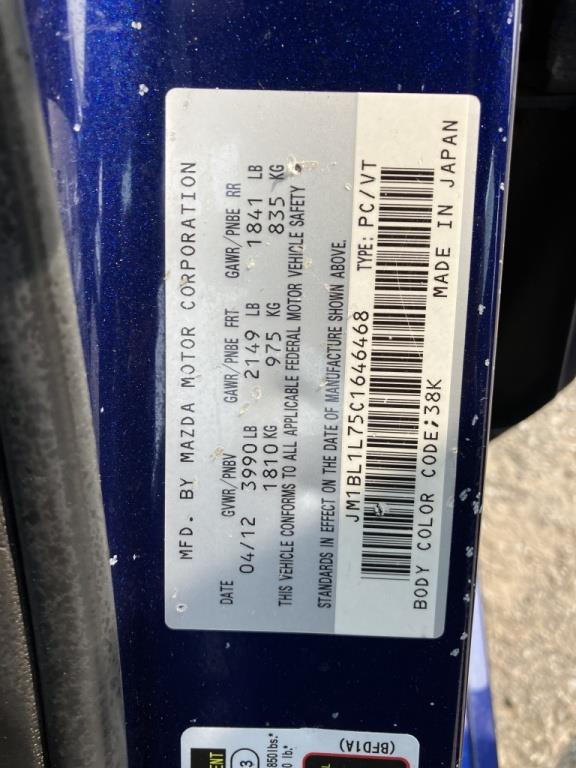 MFD. BY MAZDA MOTOR CORPORATION
DATE GVWR/PNBV GAWR/PNBE FRT GAWR/PNBE RR
04/12 3990 LB 2149 LB 1841 LB
1810 KG 975 KG 835 KG
THIS VEHICLE CONFORMS TO ALL APPLICABLE FEDERAL MOTOR VEHICLE SAFETY
STANDARDS IN EFFECT ON THE DATE OF MANUFACTURE SHOWN ABOVE.
JM1BL1L75C1646468 TYPE: PC/VT
BODY COLOR CODE:38K MADE IN JAPAN
(BFD1A)
850lbs.*